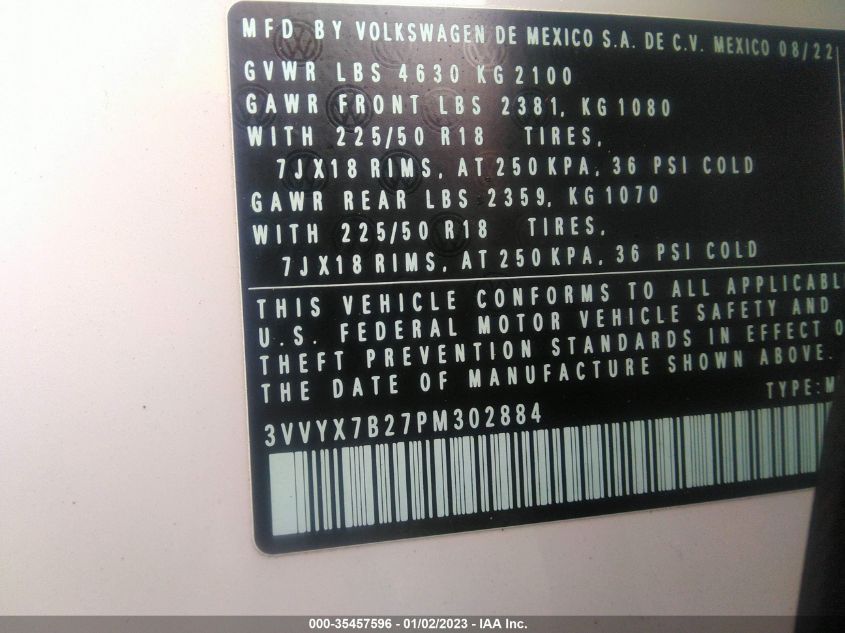 MFD BY VOLKSWAGEN DE MEXICO S.A. DE C.V. MEXICO 08/22
GVWR LBS 4630 KG 2100
GAWR FRONT LBS 2381, KG 1080
WITH 225/50 R18 TIRES,
7JX18 RIMS, AT 250 KPA, 36 PSI COLD
GAWR REAR LBS 2359, KG 1070
WITH 225/50 R18 TIRES,
7JX18 RIMS, AT 250 KPA, 36 PSI COLD
THIS VEHICLE CONFORMS TO ALL APPLICABL
U.S. FEDERAL MOTOR VEHICLE SAFETY AND
THEFT PREVENTION STANDARDS IN EFFECT O
THE DATE OF MANUFACTURE SHOWN ABOVE.
TYPE:M
3VVYX7B27PM302884
000-35457596 - 01/02/2023 - IAA Inc.